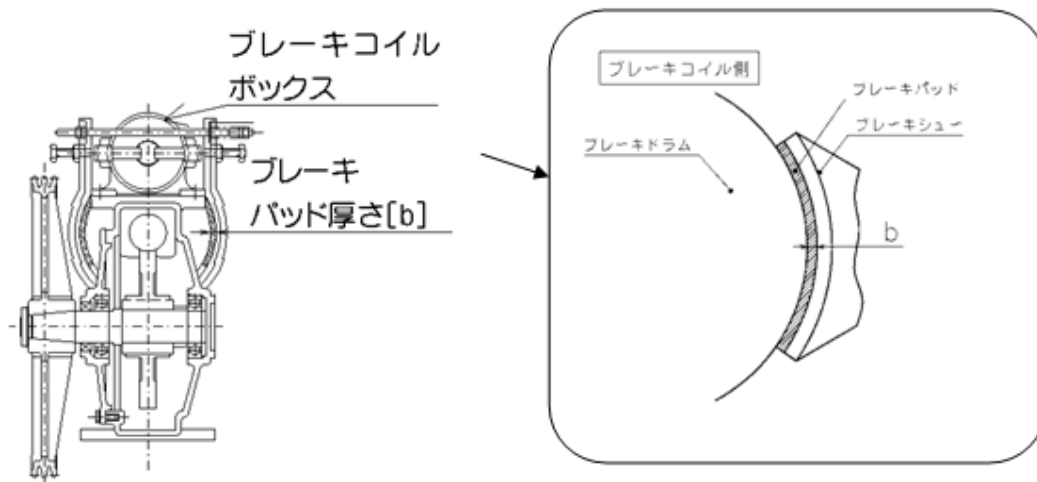 ブレーキコイル
ボックス
ブレーキ
パッド厚さ[b]
ブレーキコイル側
ブレーキパッド
ブレーキシュー
ブレーキドラム
b